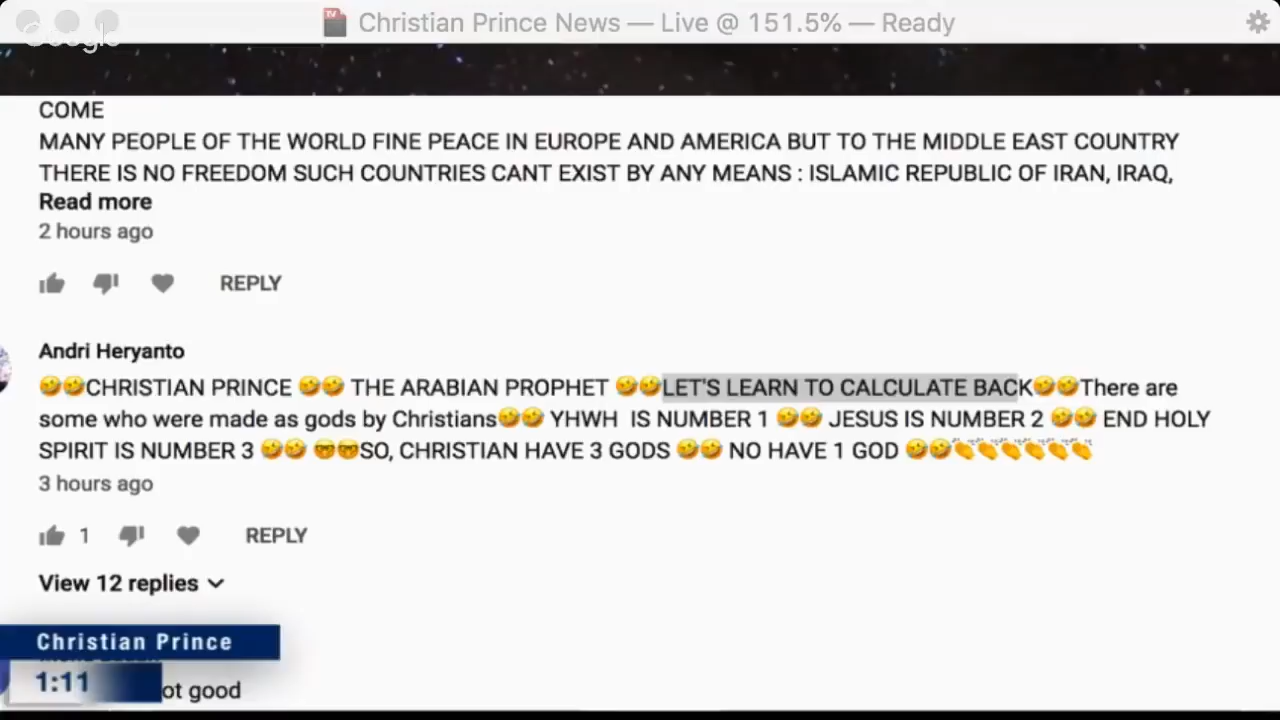 Christian Prince News — Live @ 151.5% — Ready
Google
COME
MANY PEOPLE OF THE WORLD FINE PEACE IN EUROPE AND AMERICA BUT TO THE MIDDLE EAST COUNTRY
THERE IS NO FREEDOM SUCH COUNTRIES CANT EXIST BY ANY MEANS : ISLAMIC REPUBLIC OF IRAN, IRAQ,
Read more
2 hours ago
REPLY
Andri Heryanto
🤣🤣CHRISTIAN PRINCE 🤣🤣 THE ARABIAN PROPHET 🤣🤣LET'S LEARN TO CALCULATE BACK🤣🤣There are
some who were made as gods by Christians🤣🤣 YHWH IS NUMBER 1 🤣🤣 JESUS IS NUMBER 2 🤣🤣 END HOLY
SPIRIT IS NUMBER 3 🤣🤣 🤓🤓SO, CHRISTIAN HAVE 3 GODS 🤣🤣 NO HAVE 1 GOD 🤣🤣👏👏👏👏👏👏
3 hours ago
1 REPLY
View 12 replies
Christian Prince
1:11
ot good